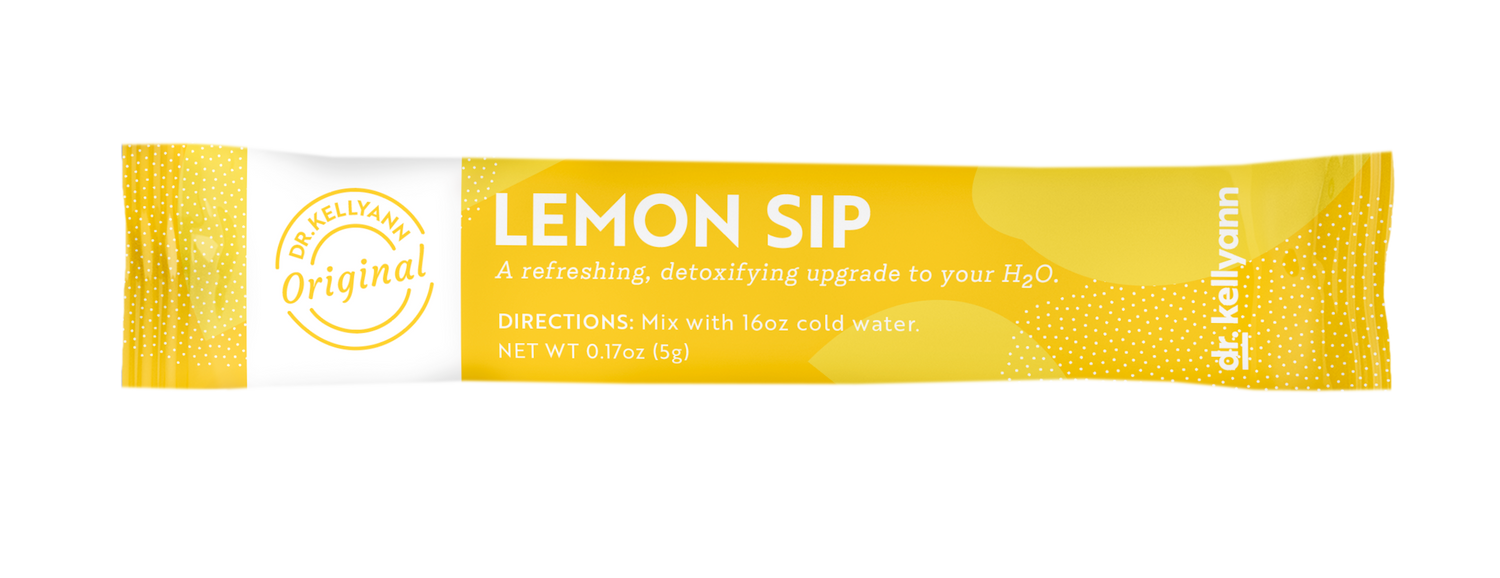 DR.KELLYANN
Original
LEMON SIP
A refreshing, detoxifying upgrade to your H₂O.
DIRECTIONS: Mix with 16oz cold water.
NET WT 0.17oz (5g)
dr. kellyann